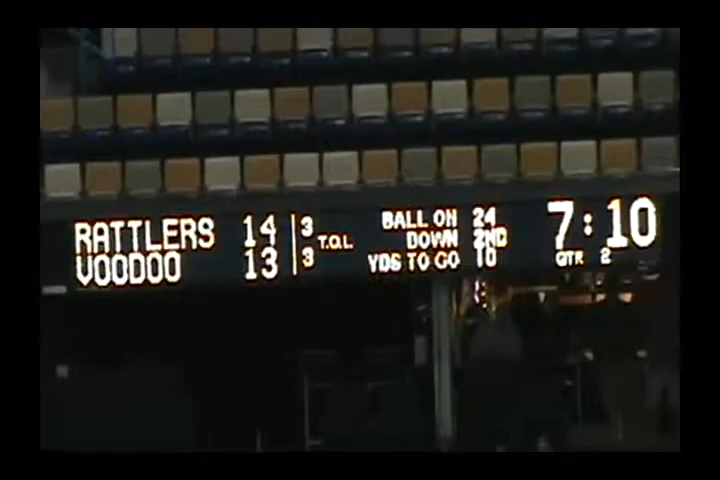 RATTLERS 14 3 T.O.L BALL ON 24 7:10
VOODOO 13 3 DOWN 2ND
YDS TO GO 10 QTR 2